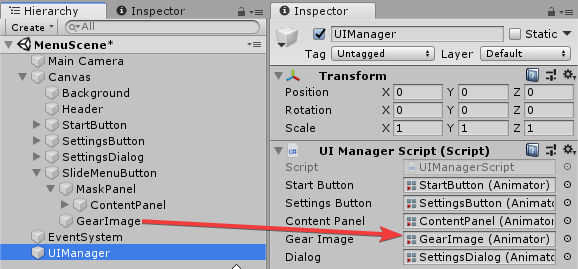 Hierarchy
Inspector
Create
All
MenuScene*
Main Camera
Canvas
Background
Header
StartButton
SettingsButton
SettingsDialog
SlideMenuButton
MaskPanel
ContentPanel
GearImage
EventSystem
UIManager
Inspector
UIManager
Static
Tag Untagged Layer Default
Transform
Position X 0 Y 0 Z 0
Rotation X 0 Y 0 Z 0
Scale X 1 Y 1 Z 1
UI Manager Script (Script)
Script UIManagerScript
Start Button StartButton (Animator)
Settings Button SettingsButton (Animato
Content Panel ContentPanel (Animator
Gear Image GearImage (Animator)
Dialog SettingsDialog (Animato